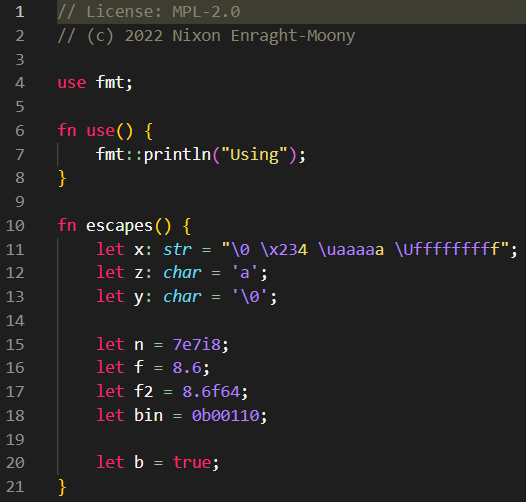 1 // License: MPL-2.0
2 // (c) 2022 Nixon Enraght-Moony
3
4 use fmt;
5
6 fn use() {
7     fmt::println("Using");
8 }
9
10 fn escapes() {
11     let x: str = "\0 \x234 \uaaaaa \Ufffffffff";
12     let z: char = 'a';
13     let y: char = '\0';
14
15     let n = 7e7i8;
16     let f = 8.6;
17     let f2 = 8.6f64;
18     let bin = 0b00110;
19
20     let b = true;
21 }